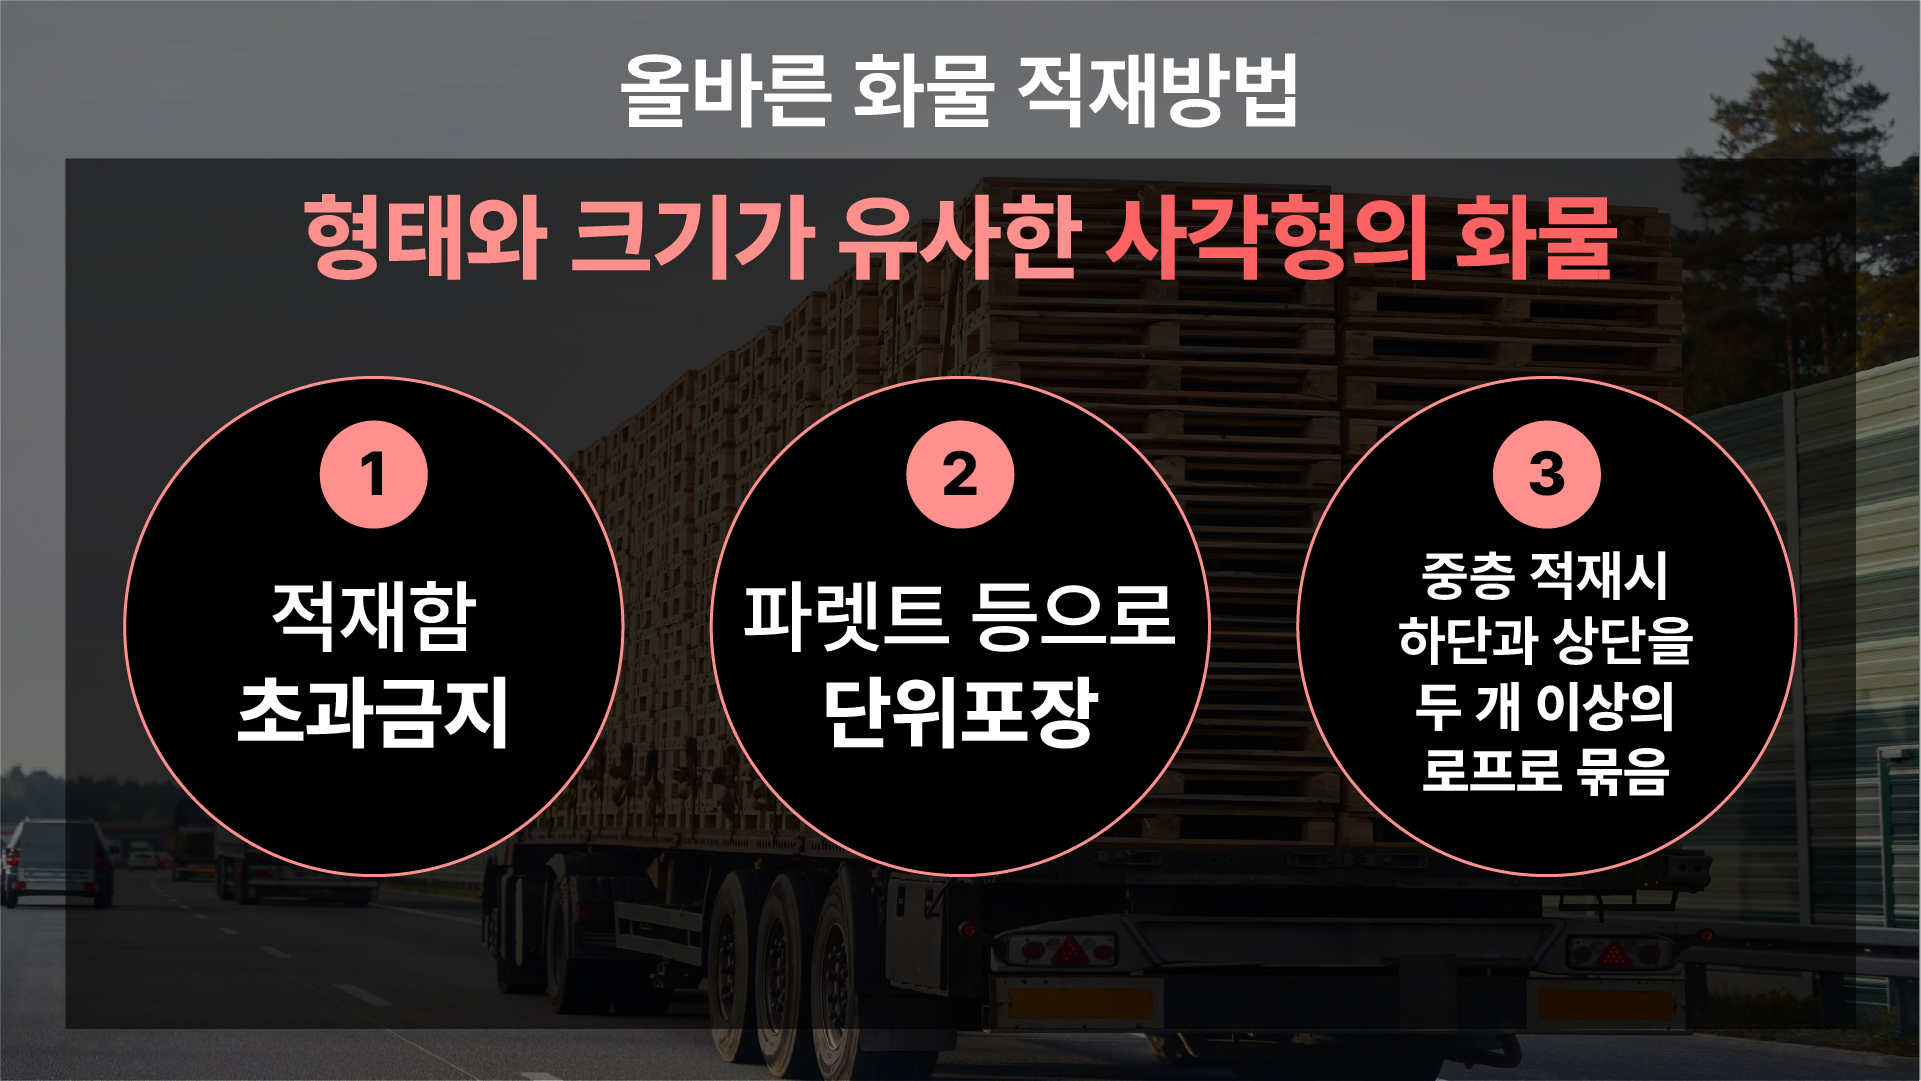 올바른 화물 적재방법
형태와 크기가 유사한 사각형의 화물
1
적재함
초과금지
2
파렛트 등으로
단위포장
3
중층 적재시
하단과 상단을
두 개 이상의
로프로 묶음